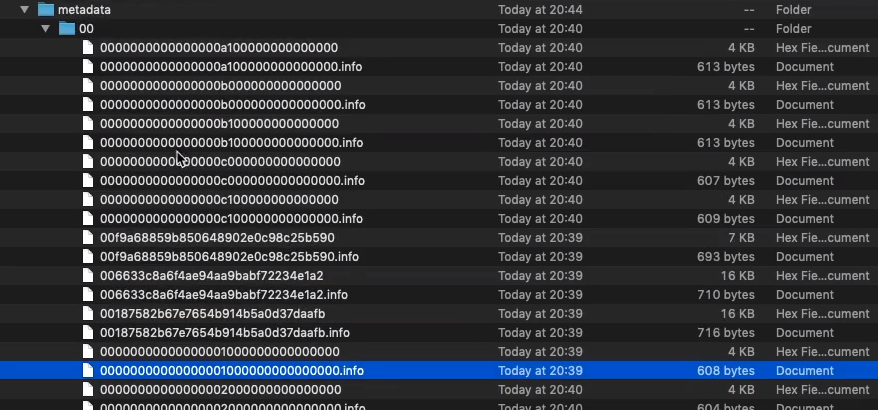 metadata Today at 20:44 -- Folder
00 Today at 20:40 -- Folder
0000000000000000a100000000000000 Today at 20:40 4 KB Hex Fie...cument
0000000000000000a100000000000000.info Today at 20:40 613 bytes Document
0000000000000000b000000000000000 Today at 20:40 4 KB Hex Fie...cument
0000000000000000b000000000000000.info Today at 20:40 613 bytes Document
0000000000000000b100000000000000 Today at 20:40 4 KB Hex Fie...cument
0000000000000000b100000000000000.info Today at 20:40 613 bytes Document
0000000000000000c000000000000000 Today at 20:40 4 KB Hex Fie...cument
0000000000000000c000000000000000.info Today at 20:40 607 bytes Document
0000000000000000c100000000000000 Today at 20:40 4 KB Hex Fie...cument
0000000000000000c100000000000000.info Today at 20:40 609 bytes Document
00f9a68859b850648902e0c98c25b590 Today at 20:39 7 KB Hex Fie...cument
00f9a68859b850648902e0c98c25b590.info Today at 20:39 693 bytes Document
006633c8a6f4ae94aa9babf72234e1a2 Today at 20:39 16 KB Hex Fie...cument
006633c8a6f4ae94aa9babf72234e1a2.info Today at 20:39 710 bytes Document
00187582b67e7654b914b5a0d37daafb Today at 20:39 16 KB Hex Fie...cument
00187582b67e7654b914b5a0d37daafb.info Today at 20:39 716 bytes Document
00000000000000001000000000000000 Today at 20:39 4 KB Hex Fie...cument
00000000000000001000000000000000.info Today at 20:39 608 bytes Document
00000000000000002000000000000000 Today at 20:39 4 KB Hex Fie...cument
00000000000000002000000000000000.info Today at 20:39 604 bytes Document